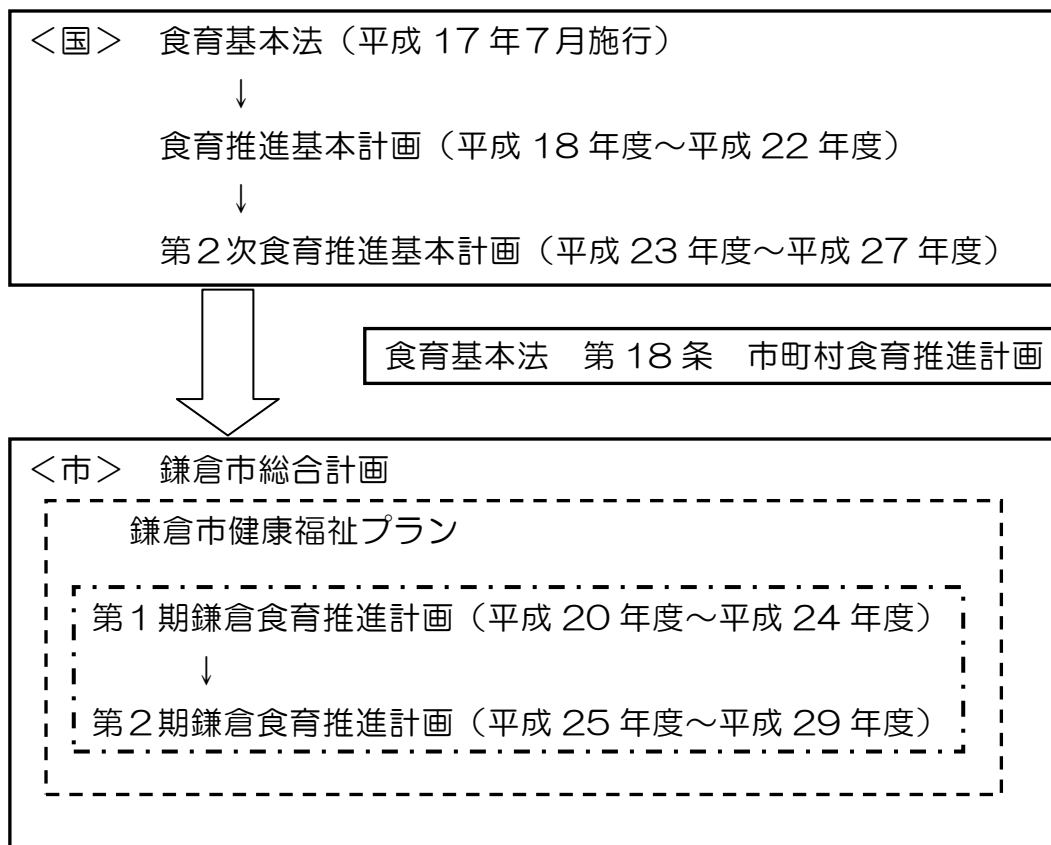 ＜国＞　食育基本法（平成 17 年７月施行）
↓
食育推進基本計画（平成 18 年度～平成 22 年度）
↓
第２次食育推進基本計画（平成 23 年度～平成 27 年度）
食育基本法　第 18 条　市町村食育推進計画
＜市＞　鎌倉市総合計画
鎌倉市健康福祉プラン
第１期鎌倉食育推進計画（平成 20 年度～平成 24 年度）
↓
第２期鎌倉食育推進計画（平成 25 年度～平成 29 年度）